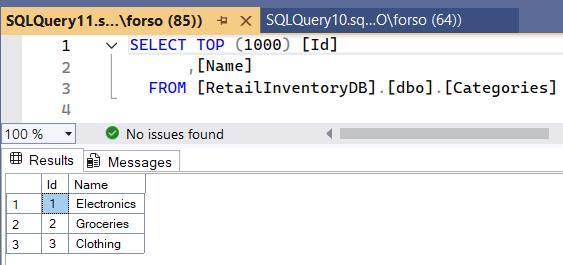 SQLQuery11.s...\forso (85)) SQLQuery10.sq...O\forso (64))
1 SELECT TOP (1000) [Id]
2 ,[Name]
3 FROM [RetailInventoryDB].[dbo].[Categories]
4
100 % No issues found
Results Messages
Id Name
1 1 Electronics
2 2 Groceries
3 3 Clothing